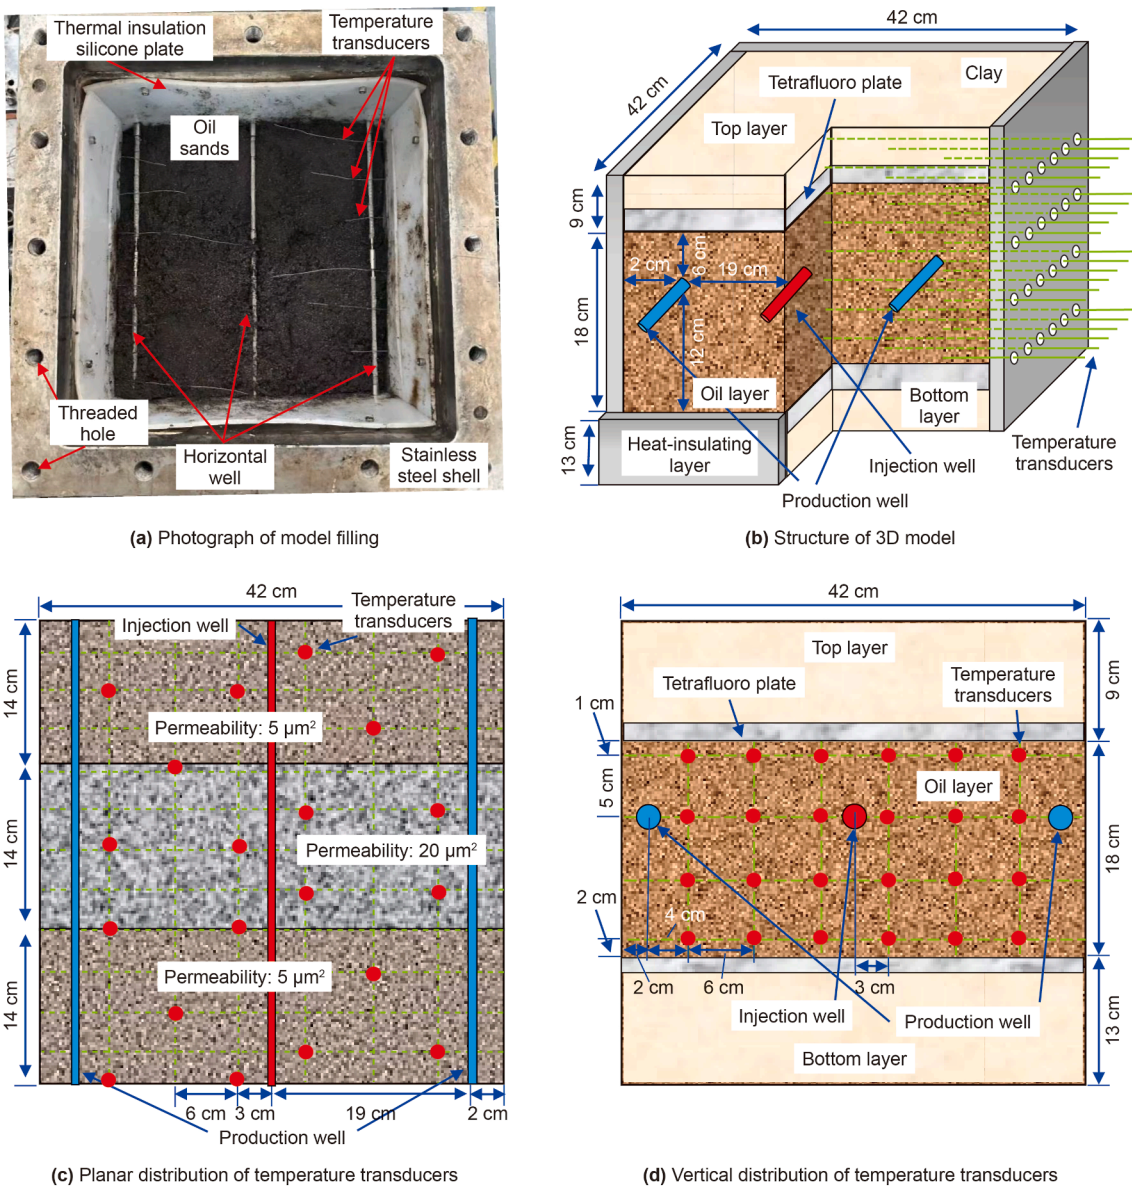 Thermal insulation
silicone plate
Temperature
transducers
Oil
sands
Threaded
hole
Horizontal
well
Stainless
steel shell
(a) Photograph of model filling
42 cm
42 cm
Clay
Tetrafluoro plate
Top layer
9 cm
2 cm
6 cm
19 cm
18 cm
12 cm
Oil layer
Bottom
layer
13 cm
Heat-insulating
layer
Injection well
Temperature
transducers
Production well
(b) Structure of 3D model
42 cm
Injection well
Temperature
transducers
14 cm
Permeability: 5 μm²
14 cm
Permeability: 20 μm²
14 cm
Permeability: 5 μm²
6 cm
3 cm
19 cm
2 cm
Production well
(c) Planar distribution of temperature transducers
42 cm
Top layer
9 cm
Tetrafluoro plate
Temperature
transducers
1 cm
5 cm
Oil layer
18 cm
2 cm
4 cm
2 cm
6 cm
3 cm
Injection well
Production well
13 cm
Bottom layer
(d) Vertical distribution of temperature transducers